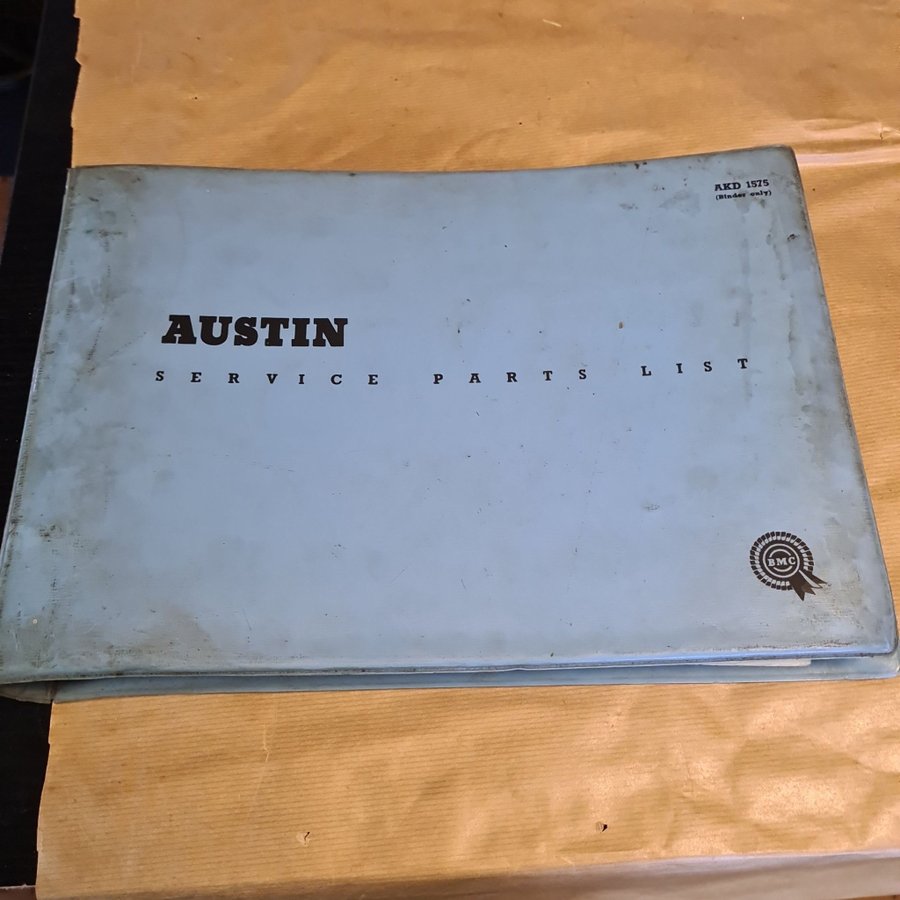 AKD 1575
(Binder only)
AUSTIN
SERVICE PARTS LIST
BMC